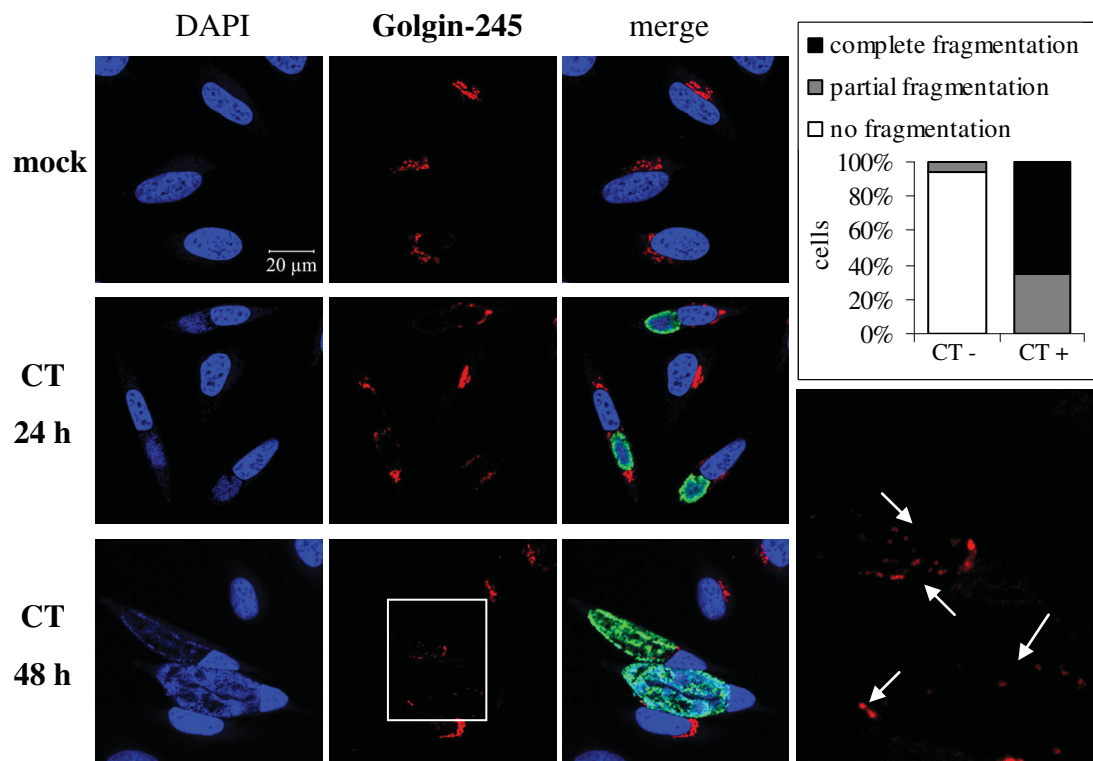 DAPI Golgin-245 merge
mock
20 µm
CT
24 h
CT
48 h
complete fragmentation
partial fragmentation
no fragmentation
100%
80%
60%
40%
20%
0%
cells
CT - CT +